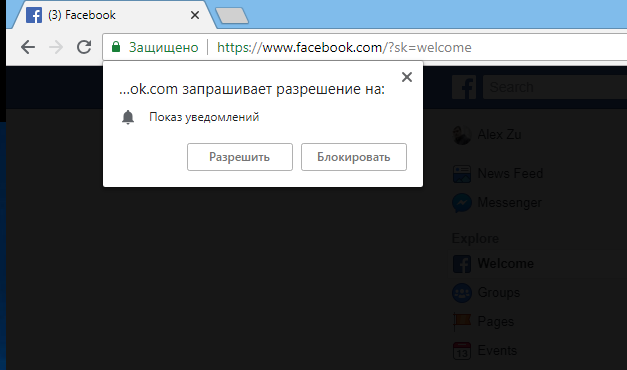 (3) Facebook
Защищено https://www.facebook.com/?sk=welcome
...ok.com запрашивает разрешение на:
Показ уведомлений
Разрешить Блокировать
Search
Alex Zu
News Feed
Messenger
Explore
Welcome
Groups
Pages
Events